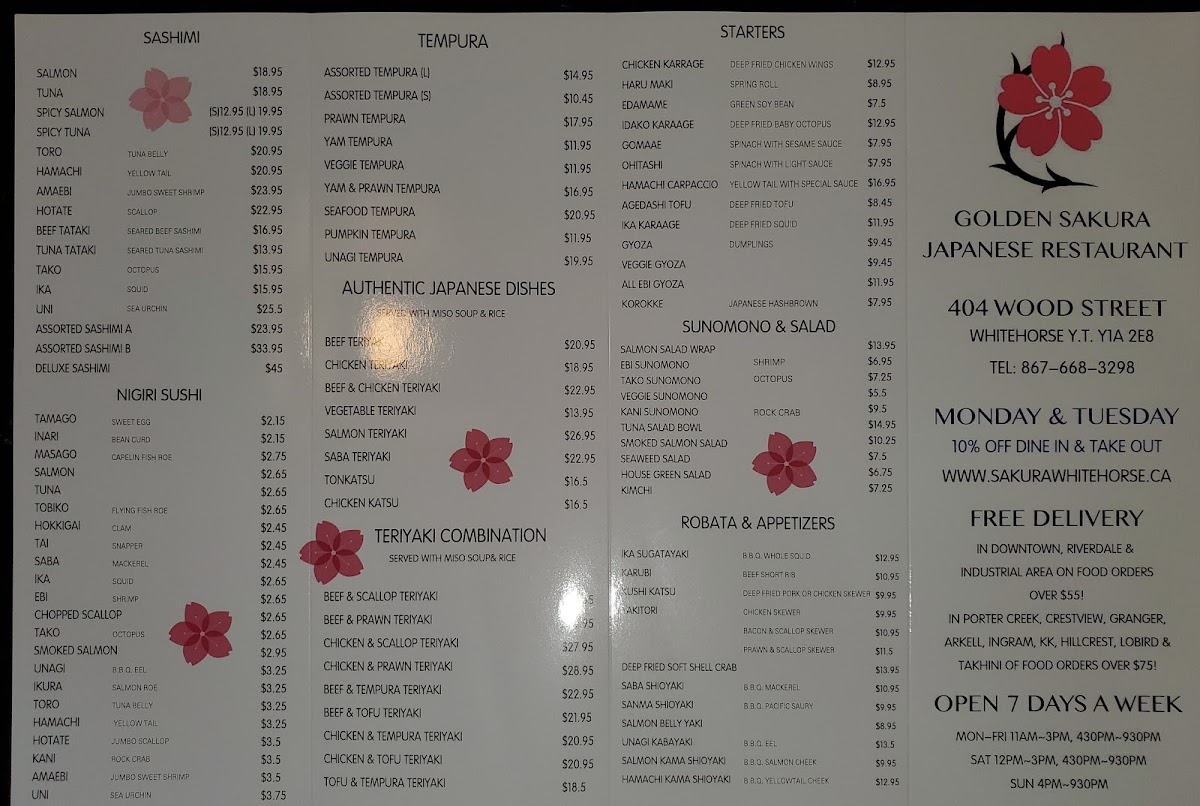 SASHIMI
SALMON $18.95
TUNA $18.95
SPICY SALMON (S)12.95 (L) 19.95
SPICY TUNA (S)12.95 (L) 19.95
TORO TUNA BELLY $20.95
HAMACHI YELLOW TAIL $20.95
AMAEBI JUMBO SWEET SHRIMP $23.95
HOTATE SCALLOP $22.95
BEEF TATAKI SEARED BEEF SASHIMI $16.95
TUNA TATAKI SEARED TUNA SASHIMI $13.95
TAKO OCTOPUS $15.95
IKA SQUID $15.95
UNI SEA URCHIN $25.5
ASSORTED SASHIMI A $23.95
ASSORTED SASHIMI B $33.95
DELUXE SASHIMI $45
NIGIRI SUSHI
TAMAGO SWEET EGG $2.15
INARI BEAN CURD $2.15
MASAGO CAPELIN FISH ROE $2.75
SALMON $2.65
TUNA $2.65
TOBIKO FLYING FISH ROE $2.65
HOKKIGAI CLAM $2.45
TAI SNAPPER $2.45
SABA MACKEREL $2.45
IKA SQUID $2.65
EBI SHRIMP $2.65
CHOPPED SCALLOP $2.65
TAKO OCTOPUS $2.65
SMOKED SALMON $2.95
UNAGI B.B.Q. EEL $3.25
IKURA SALMON ROE $3.25
TORO TUNA BELLY $3.25
HAMACHI YELLOW TAIL $3.25
HOTATE JUMBO SCALLOP $3.5
KANI ROCK CRAB $3.5
AMAEBI JUMBO SWEET SHRIMP $3.5
UNI SEA URCHIN $3.75
TEMPURA
ASSORTED TEMPURA (L) $14.95
ASSORTED TEMPURA (S) $10.45
PRAWN TEMPURA $17.95
YAM TEMPURA $11.95
VEGGIE TEMPURA $11.95
YAM & PRAWN TEMPURA $16.95
SEAFOOD TEMPURA $20.95
PUMPKIN TEMPURA $11.95
UNAGI TEMPURA $19.95
AUTHENTIC JAPANESE DISHES
SERVED WITH MISO SOUP & RICE
BEEF TERIYAKI $20.95
CHICKEN TERIYAKI $18.95
BEEF & CHICKEN TERIYAKI $22.95
VEGETABLE TERIYAKI $13.95
SALMON TERIYAKI $26.95
SABA TERIYAKI $22.95
TONKATSU $16.5
CHICKEN KATSU $16.5
TERIYAKI COMBINATION
SERVED WITH MISO SOUP& RICE
BEEF & SCALLOP TERIYAKI
BEEF & PRAWN TERIYAKI
CHICKEN & SCALLOP TERIYAKI $27.95
CHICKEN & PRAWN TERIYAKI $28.95
BEEF & TEMPURA TERIYAKI $22.95
BEEF & TOFU TERIYAKI $21.95
CHICKEN & TEMPURA TERIYAKI $20.95
CHICKEN & TOFU TERIYAKI $20.95
TOFU & TEMPURA TERIYAKI $18.5
STARTERS
CHICKEN KARRAGE DEEP FRIED CHICKEN WINGS $12.95
HARU MAKI SPRING ROLL $8.95
EDAMAME GREEN SOY BEAN $7.5
IDAKO KARAAGE DEEP FRIED BABY OCTOPUS $12.95
GOMAAE SPINACH WITH SESAME SAUCE $7.95
OHITASHI SPINACH WITH LIGHT SAUCE $7.95
HAMACHI CARPACCIO YELLOW TAIL WITH SPECIAL SAUCE $16.95
AGEDASHI TOFU DEEP FRIED TOFU $8.45
IKA KARAAGE DEEP FRIED SQUID $11.95
GYOZA DUMPLINGS $9.45
VEGGIE GYOZA $9.45
ALL EBI GYOZA $11.95
KOROKKE JAPANESE HASHBROWN $7.95
SUNOMONO & SALAD
SALMON SALAD WRAP $13.95
EBI SUNOMONO SHRIMP $6.95
TAKO SUNOMONO OCTOPUS $7.25
VEGGIE SUNOMONO $5.5
KANI SUNOMONO ROCK CRAB $9.5
TUNA SALAD BOWL $14.95
SMOKED SALMON SALAD $10.25
SEAWEED SALAD $7.5
HOUSE GREEN SALAD $6.75
KIMCHI $7.25
ROBATA & APPETIZERS
IKA SUGATAYAKI B.B.Q. WHOLE SQUID $12.95
KARUBI BEEF SHORT RIB $10.95
KUSHI KATSU DEEP FRIED PORK OR CHICKEN SKEWER $9.95
YAKITORI CHICKEN SKEWER $9.95
BACON & SCALLOP SKEWER $10.95
PRAWN & SCALLOP SKEWER $11.5
DEEP FRIED SOFT SHELL CRAB $13.95
SABA SHIOYAKI B.B.Q. MACKEREL $10.95
SANMA SHIOYAKI B.B.Q. PACIFIC SAURY $9.95
SALMON BELLY YAKI $8.95
UNAGI KABAYAKI B.B.Q. EEL $13.5
SALMON KAMA SHIOYAKI B.B.Q. SALMON CHEEK $9.95
HAMACHI KAMA SHIOYAKI B.B.Q. YELLOWTAIL CHEEK $12.95
GOLDEN SAKURA
JAPANESE RESTAURANT
404 WOOD STREET
WHITEHORSE Y.T. Y1A 2E8
TEL: 867-668-3298
MONDAY & TUESDAY
10% OFF DINE IN & TAKE OUT
WWW.SAKURAWHITEHORSE.CA
FREE DELIVERY
IN DOWNTOWN, RIVERDALE &
INDUSTRIAL AREA ON FOOD ORDERS
OVER $55!
IN PORTER CREEK, CRESTVIEW, GRANGER,
ARKELL, INGRAM, KK, HILLCREST, LOBIRD &
TAKHINI OF FOOD ORDERS OVER $75!
OPEN 7 DAYS A WEEK
MON-FRI 11AM~3PM, 430PM~930PM
SAT 12PM~3PM, 430PM~930PM
SUN 4PM~930PM